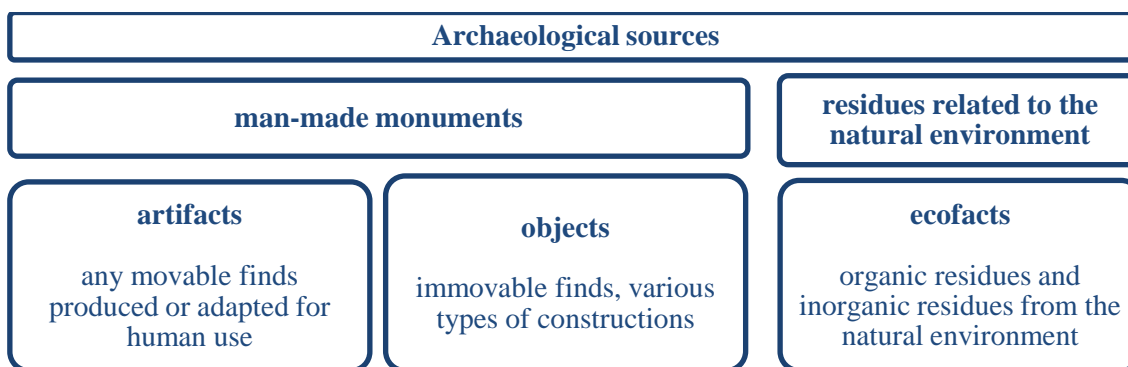 Archaeological sources
man-made monuments
residues related to the
natural environment
artifacts
any movable finds
produced or adapted for
human use
objects
immovable finds, various
types of constructions
ecofacts
organic residues and
inorganic residues from the
natural environment